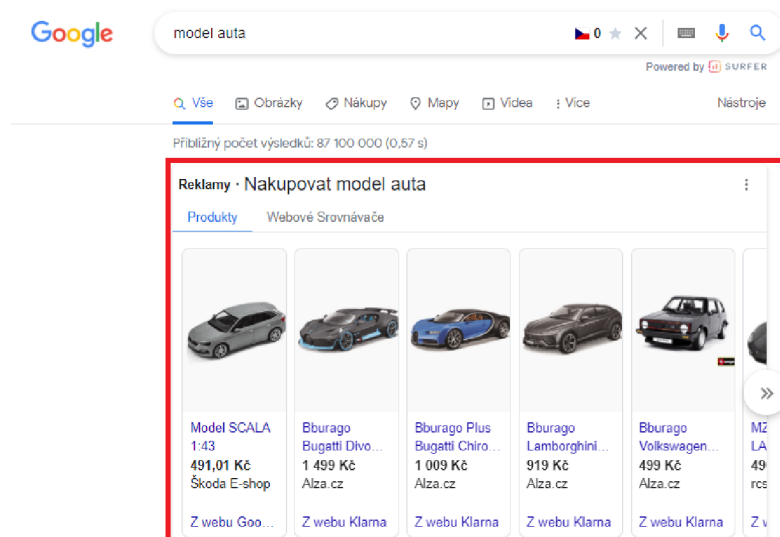 Google
model auta
0
Powered by SURFER
Vše
Obrázky
Nákupy
Mapy
Videa
Více
Nástroje
Přibližný počet výsledků: 87 100 000 (0,57 s)
Reklamy · Nakupovat model auta
Produkty
Webové Srovnávače
Model SCALA
1:43
491,01 Kč
Škoda E-shop
Z webu Goo...
Bburago
Bugatti Divo...
1 499 Kč
Alza.cz
Z webu Klarna
Bburago Plus
Bugatti Chiro...
1 009 Kč
Alza.cz
Z webu Klarna
Bburago
Lamborghini...
919 Kč
Alza.cz
Z webu Klarna
Bburago
Volkswagen...
499 Kč
Alza.cz
Z webu Klarna
MZ
LA
49
rcs
Z